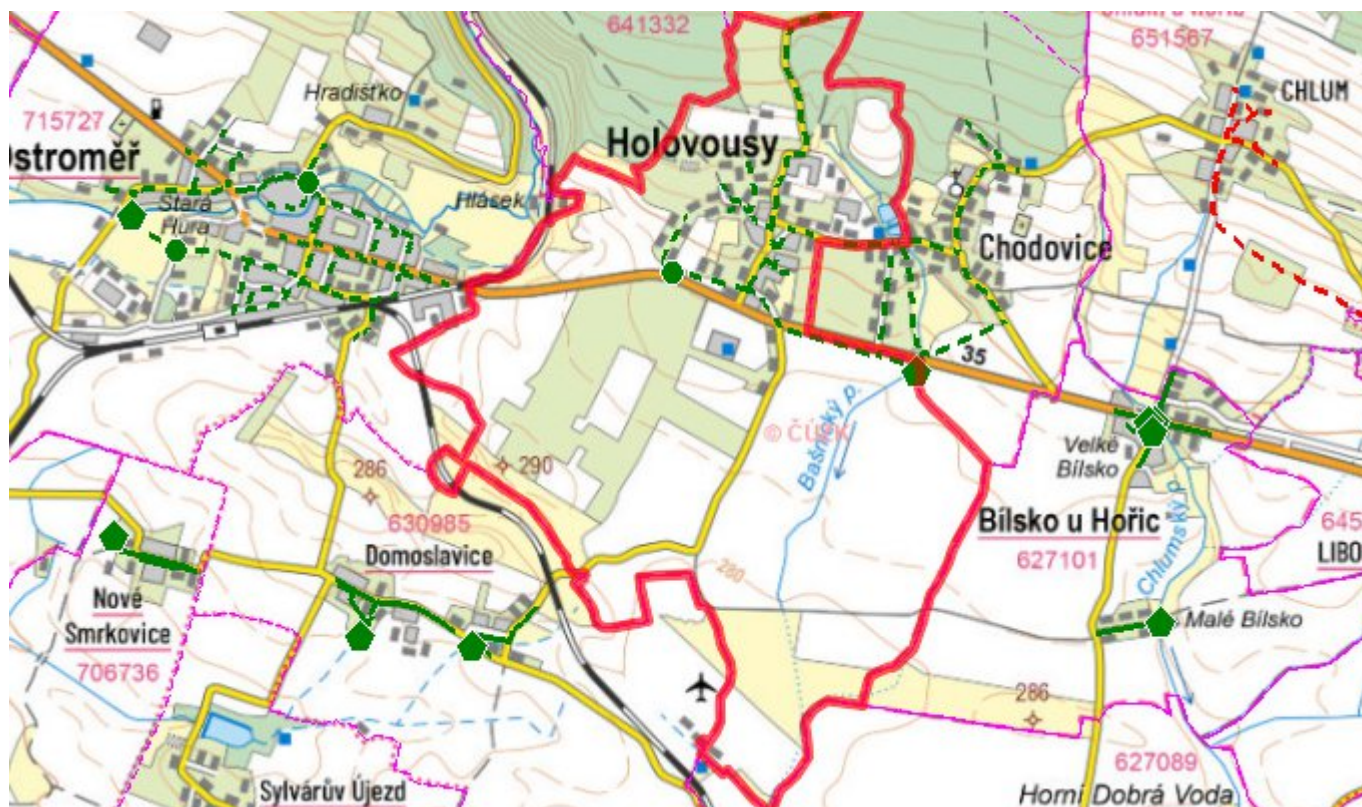 641332
651567
Hradišťko
CHLUM
715727
Holovousy
Ostroměř
Hlásek
Stará
Hůra
Chodovice
35
Bašnický p.
© ČÚZK
Velké
Bílsko
286
290
630985
Bílsko u Hořic
627101
645
LIBO
Domoslavice
280
Chlumský p.
Nové
Smrkovice
706736
Malé Bílsko
286
627089
Sylvárův Újezd
Horní Dobrá Voda